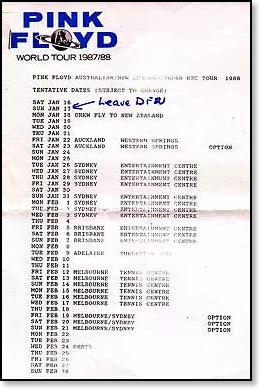 PINK
FLOYD
WORLD TOUR 1987/88
PINK FLOYD AUSTRALIAN/NEW ZEALAND/JAPAN NYC TOUR 1988
TENTATIVE DATES (SUBJECT TO CHANGE)
SAT JAN 16
SUN JAN 17 Leave DFW
MON JAN 18 CREW FLY TO NEW ZEALAND
TUE JAN 19
WED JAN 20
THU JAN 21
FRI JAN 22 AUCKLAND WESTERN SPRINGS OPTION
SAT JAN 23 AUCKLAND WESTERN SPRINGS
SUN JAN 24
MON JAN 25
TUE JAN 26 SYDNEY ENTERTAINMENT CENTRE
WED JAN 27 SYDNEY ENTERTAINMENT CENTRE
THU JAN 28 SYDNEY ENTERTAINMENT CENTRE
FRI JAN 29 SYDNEY ENTERTAINMENT CENTRE
SAT JAN 30
SUN JAN 31
MON FEB 1 SYDNEY ENTERTAINMENT CENTRE
TUE FEB 2 SYDNEY ENTERTAINMENT CENTRE
WED FEB 3 SYDNEY ENTERTAINMENT CENTRE
THU FEB 4
FRI FEB 5 BRISBANE ENTERTAINMENT CENTRE
SAT FEB 6 BRISBANE ENTERTAINMENT CENTRE
SUN FEB 7 BRISBANE ENTERTAINMENT CENTRE
MON FEB 8
TUE FEB 9 ADELAIDE
WED FEB 10
THU FEB 11
FRI FEB 12 MELBOURNE TENNIS CENTRE
SAT FEB 13 MELBOURNE TENNIS CENTRE
SUN FEB 14 MELBOURNE TENNIS CENTRE
MON FEB 15 MELBOURNE TENNIS CENTRE
TUE FEB 16 MELBOURNE TENNIS CENTRE
WED FEB 17 MELBOURNE TENNIS CENTRE
THU FEB 18
FRI FEB 19 MELBOURNE/SYDNEY OPTION
SAT FEB 20 MELBOURNE/SYDNEY OPTION
SUN FEB 21 MELBOURNE/SYDNEY OPTION
MON FEB 22
TUE FEB 23
WED FEB 24 PERTH
THU FEB 25
FRI FEB 26
SAT FEB 27
SUN FEB 28